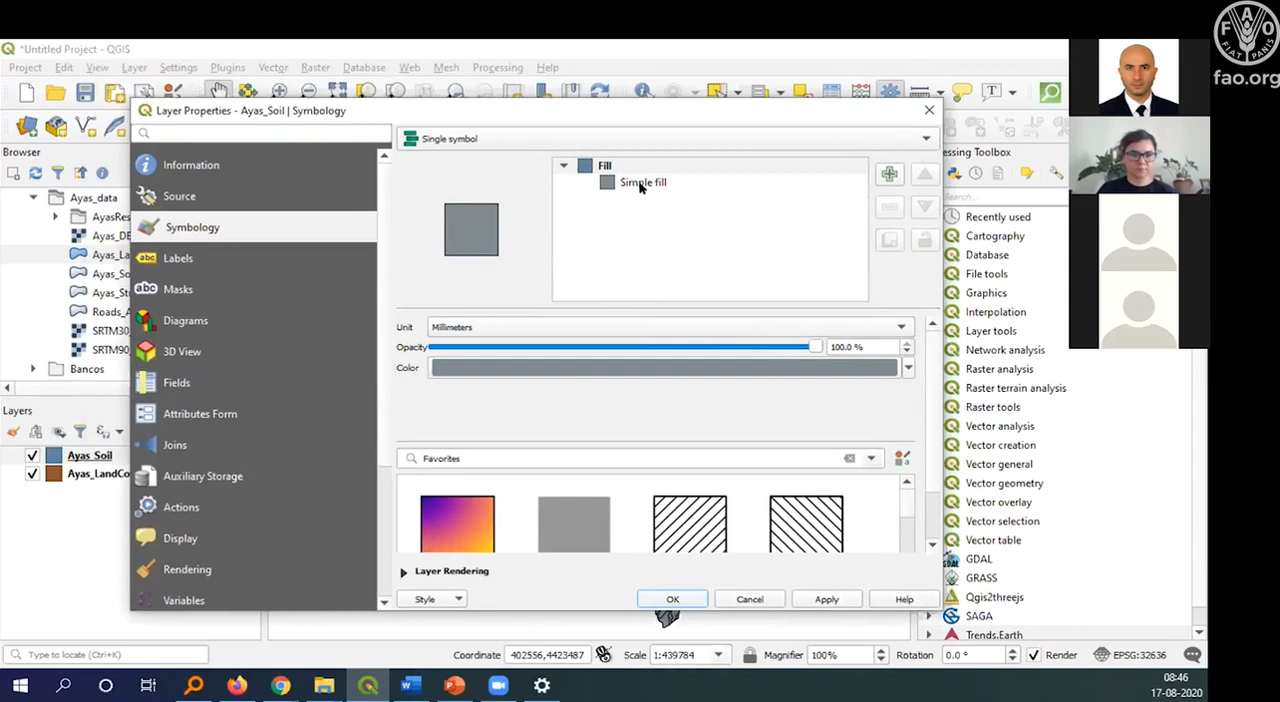 FAO
FIAT PANIS
fao.org
*Untitled Project - QGIS
Project Edit View Layer Settings Plugins Vector Raster Database Web Mesh Processing Help
Layer Properties - Ayas_Soil | Symbology
Single symbol
Browser
Information
Source
Symbology
Labels
Masks
Diagrams
3D View
Fields
Attributes Form
Joins
Auxiliary Storage
Actions
Display
Rendering
Variables
Ayas_data
AyasRes
Ayas_DE
Ayas_La
Ayas_So
Ayas_St
Roads_A
SRTM30
SRTM90
Bancos
Layers
Ayas_Soil
Ayas_LandCo
Fill
Simple fill
Unit Millimeters
Opacity 100.0 %
Color
Favorites
Layer Rendering
Style OK Cancel Apply Help
essing Toolbox
Recently used
Cartography
Database
File tools
Graphics
Interpolation
Layer tools
Network analysis
Raster analysis
Raster terrain analysis
Raster tools
Vector analysis
Vector creation
Vector general
Vector geometry
Vector overlay
Vector selection
Vector table
GDAL
GRASS
Qgis2threejs
SAGA
Trends.Earth
Type to locate (Ctrl+K) Coordinate 402556,4423487 Scale 1:439784 Magnifier 100% Rotation 0.0 ° Render EPSG:32636
08:46
17-08-2020